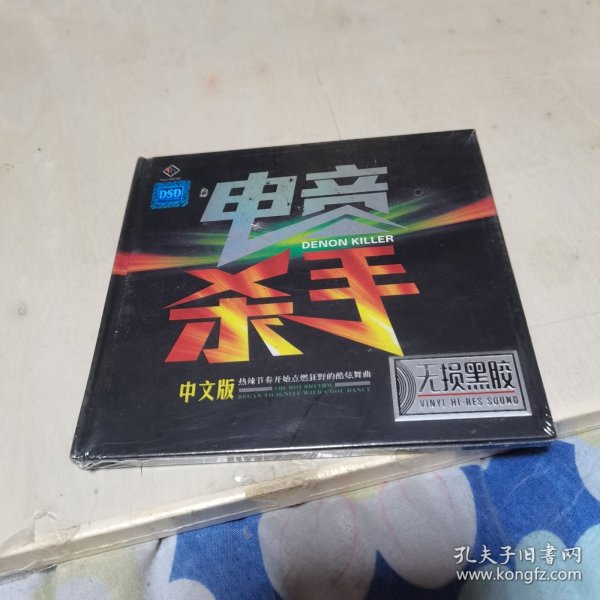 DSD
电音
DENON KILLER
杀手
中文版
热辣节奏开始点燃狂野的酷炫舞曲
THE HOT RHYTHM
BEGAN TO IGNITE WILD COOL DANCE
无损黑胶
VINYL HI-RES SOUND
孔夫子旧书网
www.kongfz.com